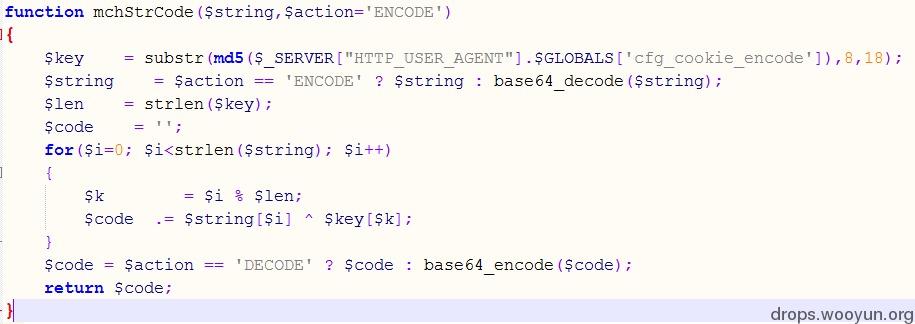 function mchStrCode($string,$action='ENCODE')
{
    $key    = substr(md5($_SERVER["HTTP_USER_AGENT"].$GLOBALS['cfg_cookie_encode']),8,18);
    $string    = $action == 'ENCODE' ? $string : base64_decode($string);
    $len    = strlen($key);
    $code    = '';
    for($i=0; $i<strlen($string); $i++)
    {
        $k        = $i % $len;
        $code  .= $string[$i] ^ $key[$k];
    }
    $code = $action == 'DECODE' ? $code : base64_encode($code);
    return $code;
}
drops.wooyun.org